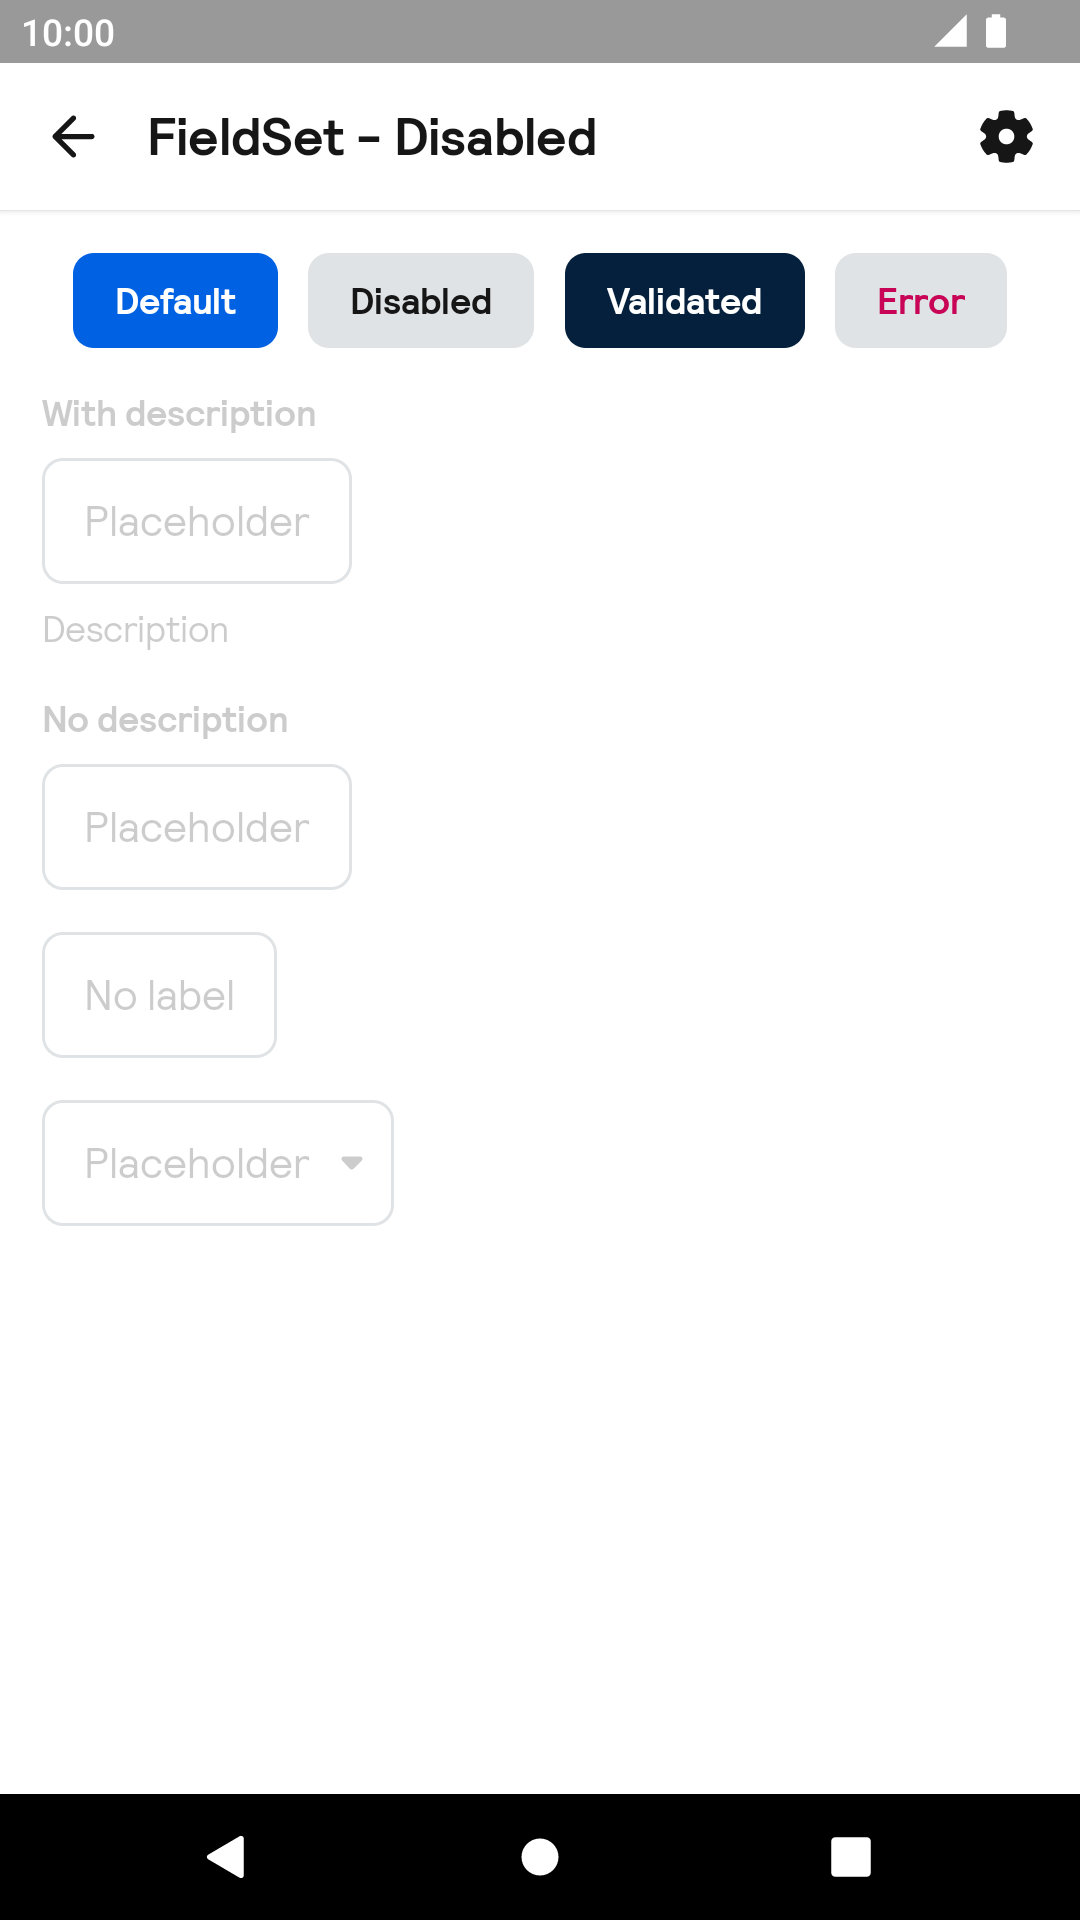 10:00
FieldSet - Disabled
Default Disabled Validated Error
With description
Placeholder
Description
No description
Placeholder
No label
Placeholder